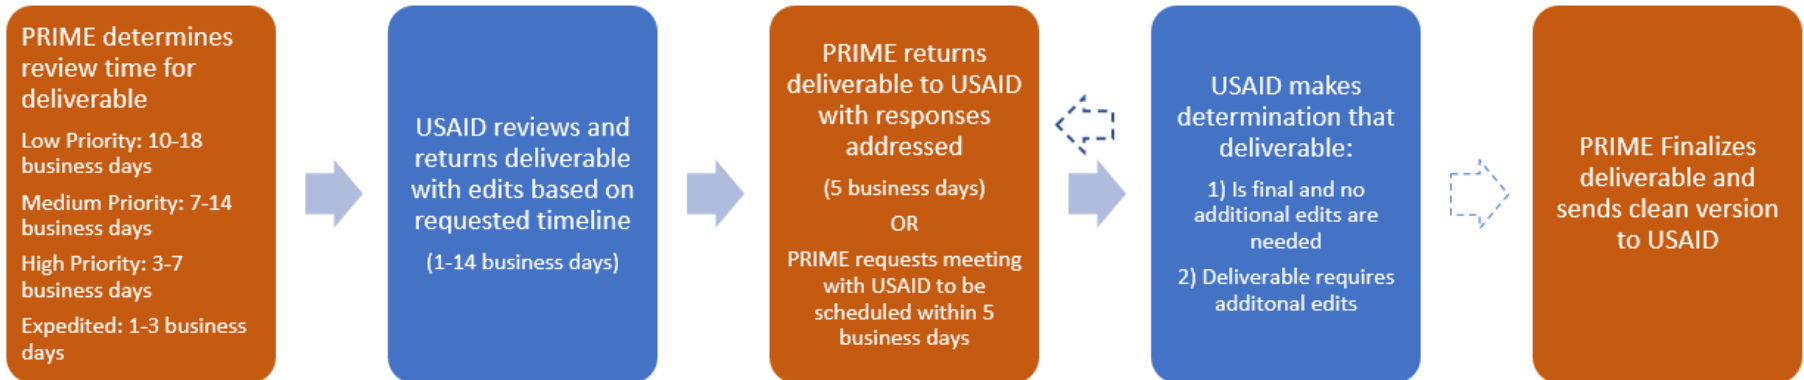 PRIME determines
review time for
deliverable
Low Priority: 10-18
business days
Medium Priority: 7-14
business days
High Priority: 3-7
business days
Expedited: 1-3 business
days
USAID reviews and
returns deliverable
with edits based on
requested timeline
(1-14 business days)
PRIME returns
deliverable to USAID
with responses
addressed
(5 business days)
OR
PRIME requests meeting
with USAID to be
scheduled within 5
business days
USAID makes
determination that
deliverable:
1) Is final and no
additional edits are
needed
2) Deliverable requires
additonal edits
PRIME Finalizes
deliverable and
sends clean version
to USAID